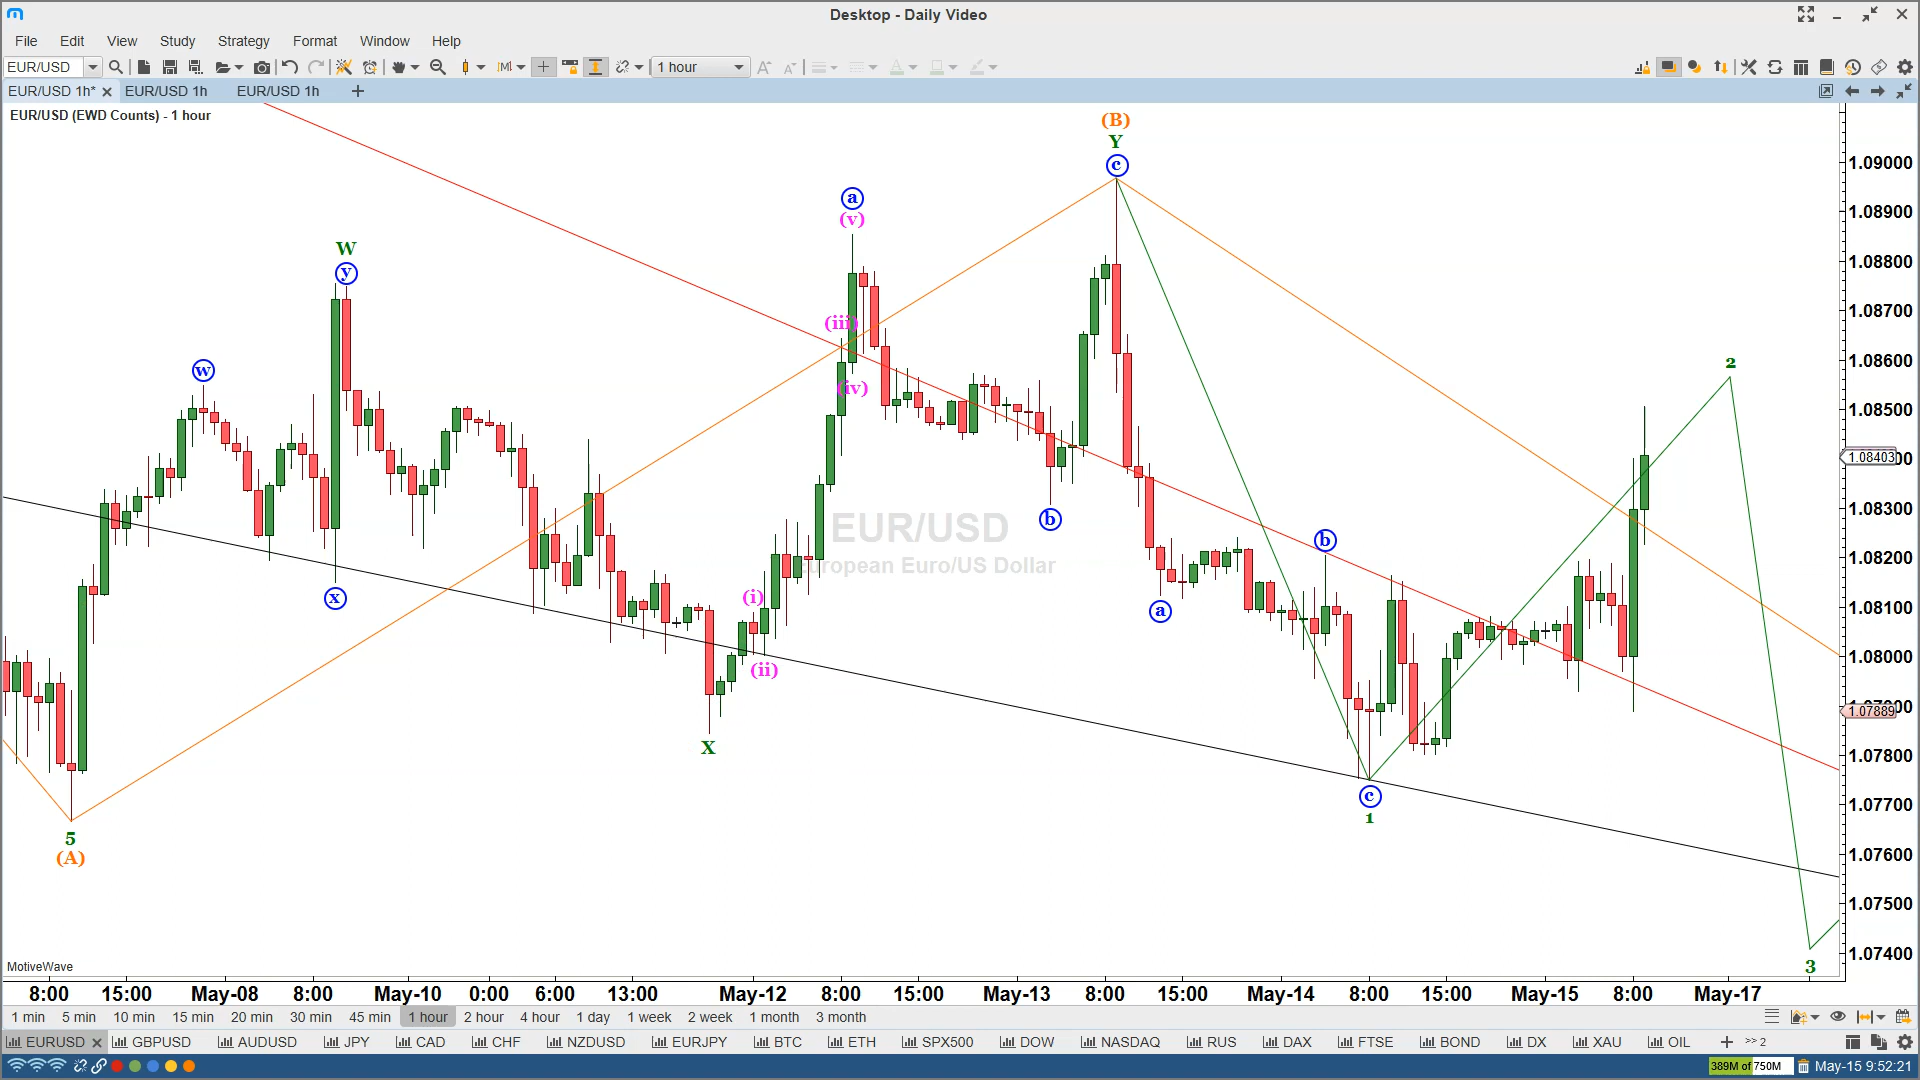 Desktop - Daily Video
File Edit View Study Strategy Format Window Help
EUR/USD 1 hour
EUR/USD 1h* EUR/USD 1h EUR/USD 1h
EUR/USD (EWD Counts) - 1 hour
(B)
Y
c
1.09000
a
1.08900
(v)
W
1.08800
y
1.08700
(iii)
w
1.08600
2
(iv)
1.08500
1.08403
b
1.08300
EUR/USD
b
1.08200
European Euro/US Dollar
x
(i)
a
1.08100
(ii)
1.08000
1.07889
X
1.07800
c
1.07700
1
5
(A)
1.07600
1.07500
1.07400
MotiveWave
3
8:00 15:00 May-08 8:00 May-10 0:00 6:00 13:00 May-12 8:00 15:00 May-13 8:00 15:00 May-14 8:00 15:00 May-15 8:00 May-17
1 min 5 min 10 min 15 min 20 min 30 min 45 min 1 hour 2 hour 4 hour 1 day 1 week 2 week 1 month 3 month
EURUSD GBPUSD AUDUSD JPY CAD CHF NZDUSD EURJPY BTC ETH SPX500 DOW NASDAQ RUS DAX FTSE BOND DX XAU OIL + >> 2
389M of 750M May-15 9:52:21